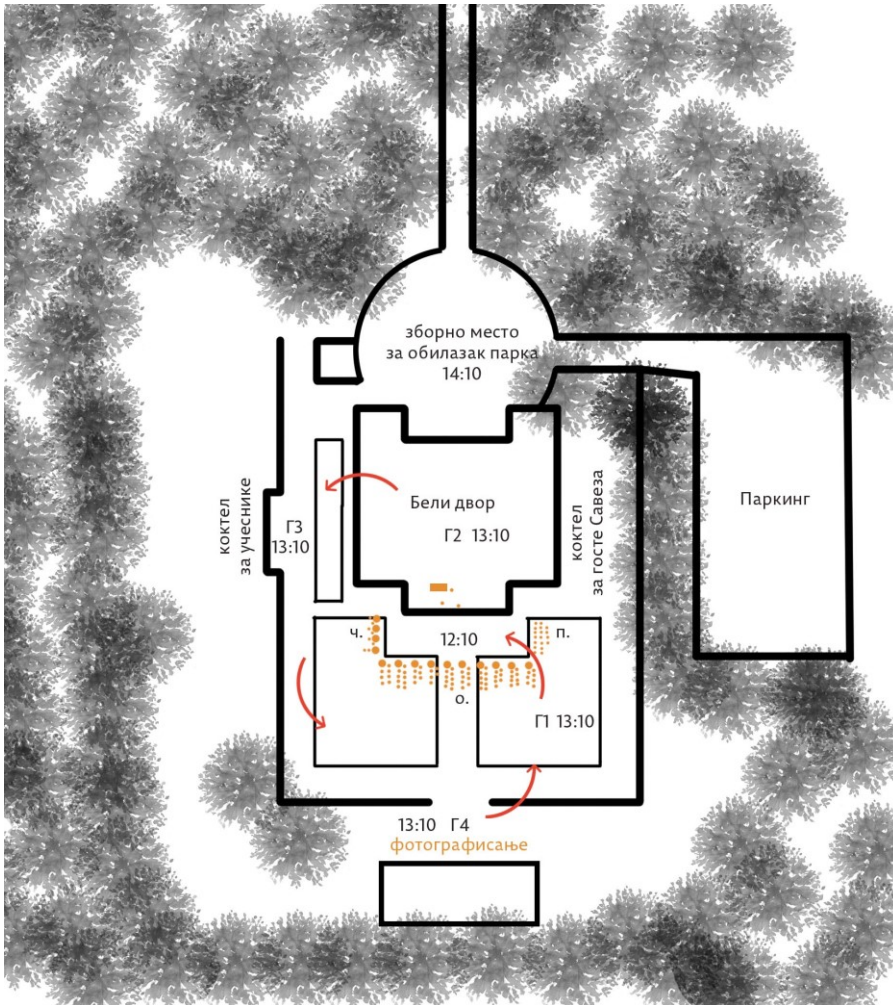 зборно место
за обилазак парка
14:10
Бели двор
Г2 13:10
Паркинг
коктел
за учеснике
Г3
13:10
коктел
за госте Савеза
ч.
12:10
п.
о.
Г1 13:10
13:10 Г4
фотографисање